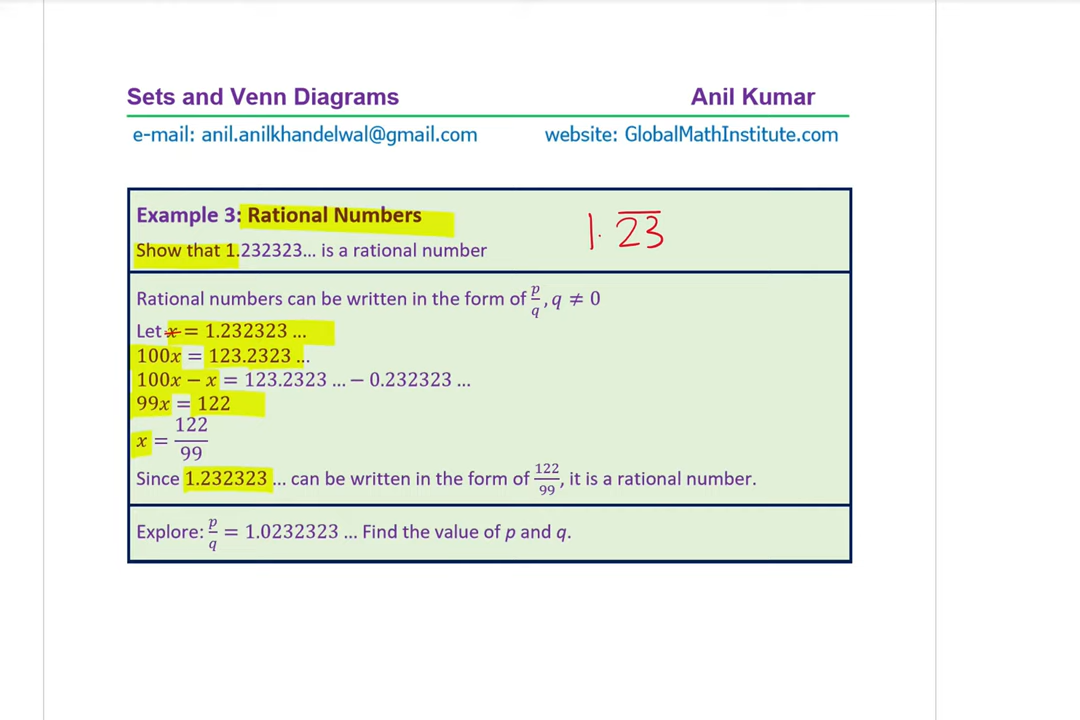 Sets and Venn Diagrams Anil Kumar
e-mail: anil.anilkhandelwal@gmail.com website: GlobalMathInstitute.com
Example 3: Rational Numbers
Show that 1.232323... is a rational number
1.2̅3̅
Rational numbers can be written in the form of p/q, q ≠ 0
Let x = 1.232323 ...
100x = 123.2323 ...
100x − x = 123.2323 ... − 0.232323 ...
99x = 122
x = 122/99
Since 1.232323 ... can be written in the form of 122/99, it is a rational number.
Explore: p/q = 1.0232323 ... Find the value of p and q.